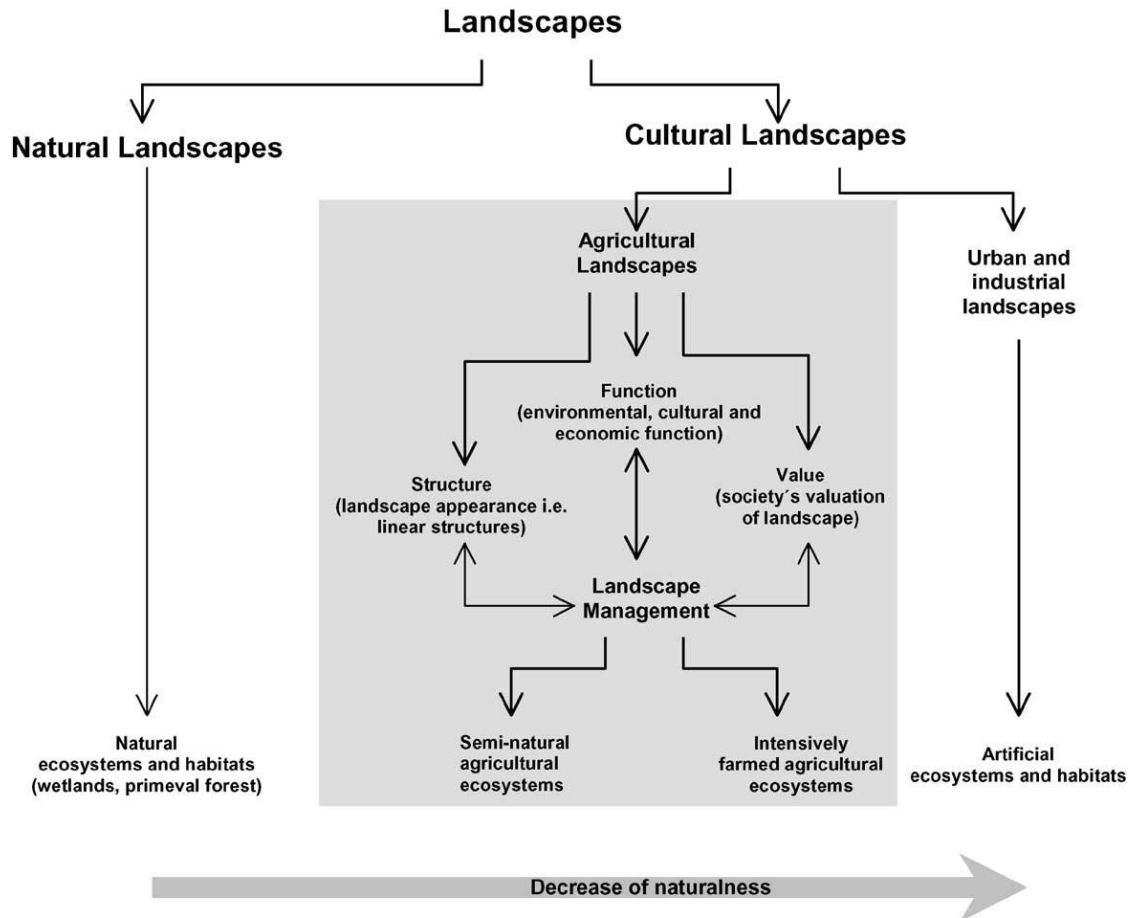 Landscapes
Natural Landscapes
Cultural Landscapes
Agricultural
Landscapes
Urban and
industrial
landscapes
Function
(environmental, cultural and
economic function)
Structure
(landscape appearance i.e.
linear structures)
Value
(society´s valuation
of landscape)
Landscape
Management
Natural
ecosystems and habitats
(wetlands, primeval forest)
Semi-natural
agricultural
ecosystems
Intensively
farmed agricultural
ecosystems
Artificial
ecosystems and habitats
Decrease of naturalness